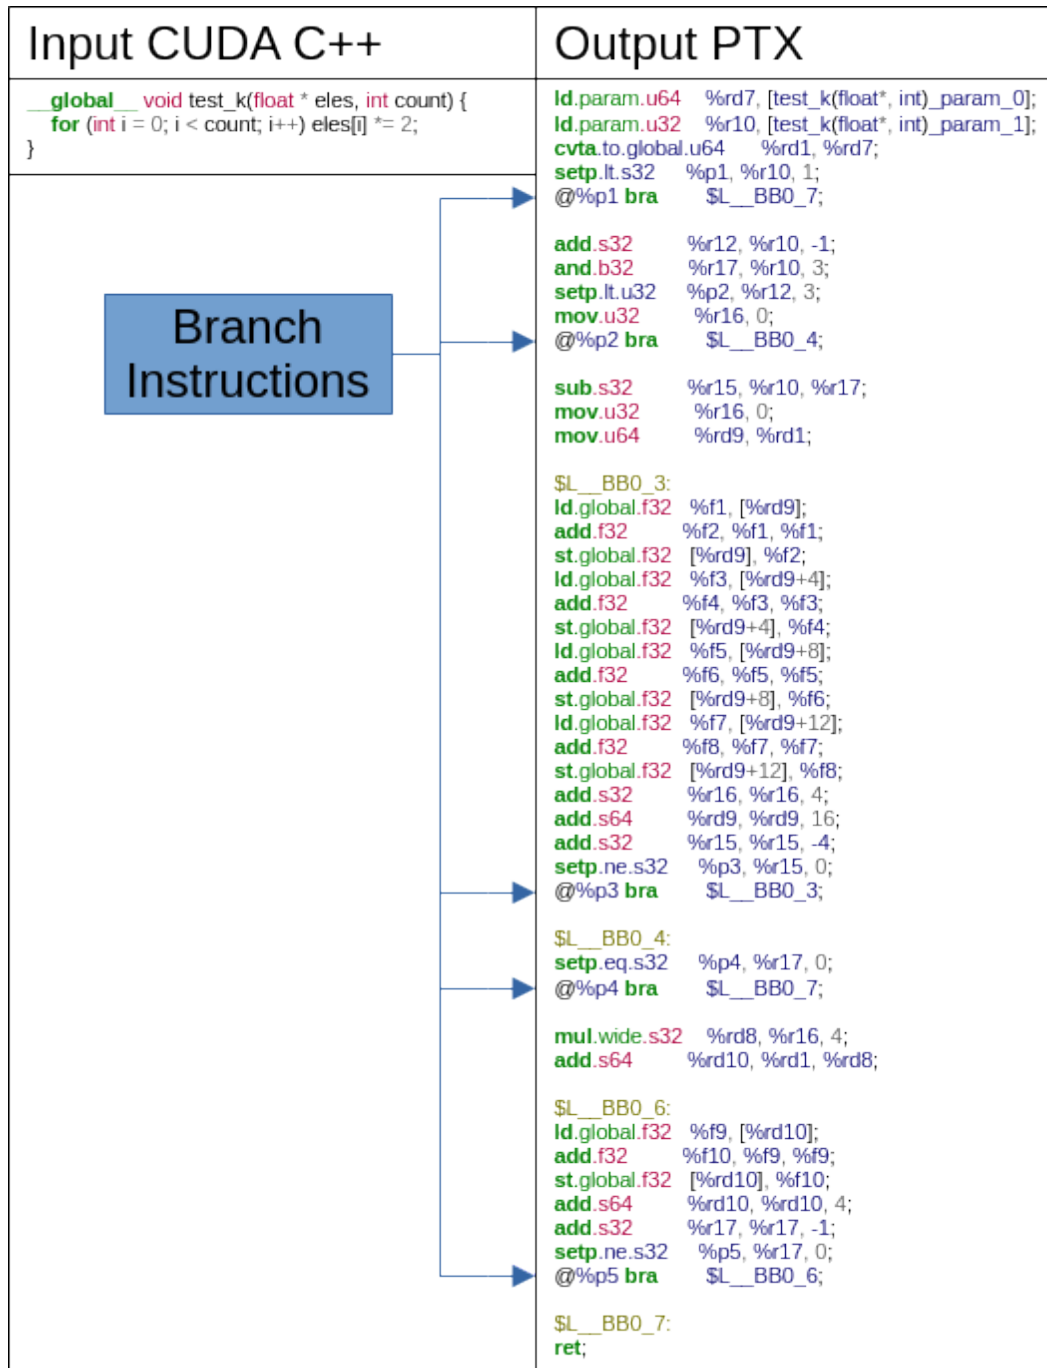 Input CUDA C++
__global__ void test_k(float * eles, int count) {
for (int i = 0; i < count; i++) eles[i] *= 2;
}
Branch
Instructions
Output PTX
ld.param.u64 %rd7, [test_k(float*, int)_param_0];
ld.param.u32 %r10, [test_k(float*, int)_param_1];
cvta.to.global.u64 %rd1, %rd7;
setp.lt.s32 %p1, %r10, 1;
@%p1 bra $L__BB0_7;
add.s32 %r12, %r10, -1;
and.b32 %r17, %r10, 3;
setp.lt.u32 %p2, %r12, 3;
mov.u32 %r16, 0;
@%p2 bra $L__BB0_4;
sub.s32 %r15, %r10, %r17;
mov.u32 %r16, 0;
mov.u64 %rd9, %rd1;
$L__BB0_3:
ld.global.f32 %f1, [%rd9];
add.f32 %f2, %f1, %f1;
st.global.f32 [%rd9], %f2;
ld.global.f32 %f3, [%rd9+4];
add.f32 %f4, %f3, %f3;
st.global.f32 [%rd9+4], %f4;
ld.global.f32 %f5, [%rd9+8];
add.f32 %f6, %f5, %f5;
st.global.f32 [%rd9+8], %f6;
ld.global.f32 %f7, [%rd9+12];
add.f32 %f8, %f7, %f7;
st.global.f32 [%rd9+12], %f8;
add.s32 %r16, %r16, 4;
add.s64 %rd9, %rd9, 16;
add.s32 %r15, %r15, -4;
setp.ne.s32 %p3, %r15, 0;
@%p3 bra $L__BB0_3;
$L__BB0_4:
setp.eq.s32 %p4, %r17, 0;
@%p4 bra $L__BB0_7;
mul.wide.s32 %rd8, %r16, 4;
add.s64 %rd10, %rd1, %rd8;
$L__BB0_6:
ld.global.f32 %f9, [%rd10];
add.f32 %f10, %f9, %f9;
st.global.f32 [%rd10], %f10;
add.s64 %rd10, %rd10, 4;
add.s32 %r17, %r17, -1;
setp.ne.s32 %p5, %r17, 0;
@%p5 bra $L__BB0_6;
$L__BB0_7:
ret;